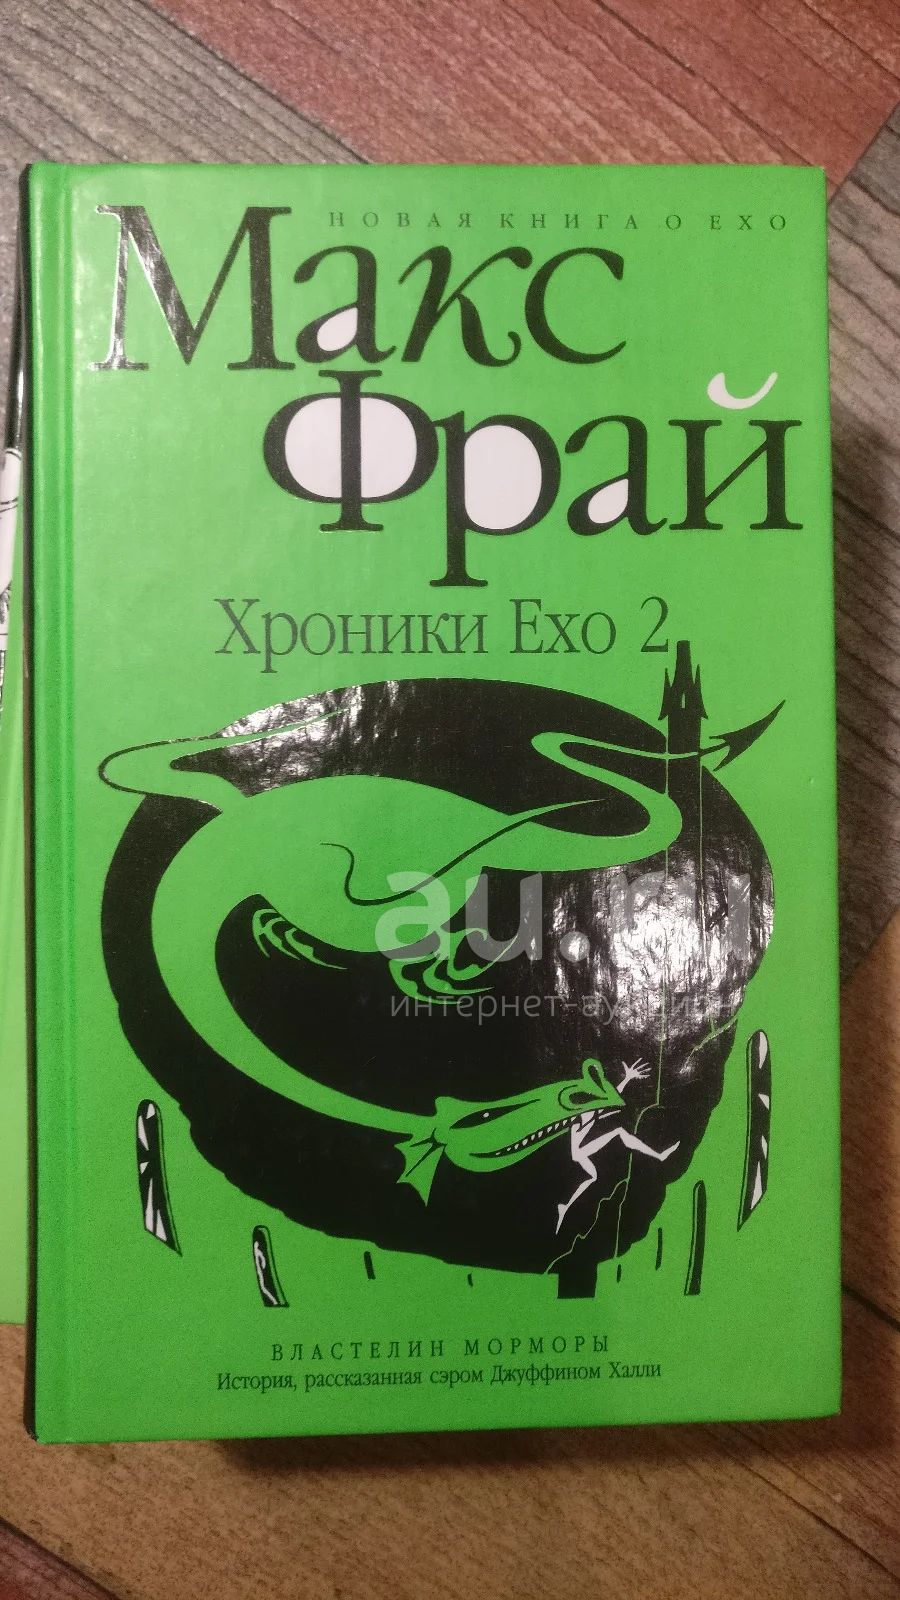 НОВАЯ КНИГА О ЕХО
Макс
Фрай
Хроники Ехо 2
au.ru
интернет-аукцион
ВЛАСТЕЛИН МОРМОРЫ
История, рассказанная сэром Джуффином Халли